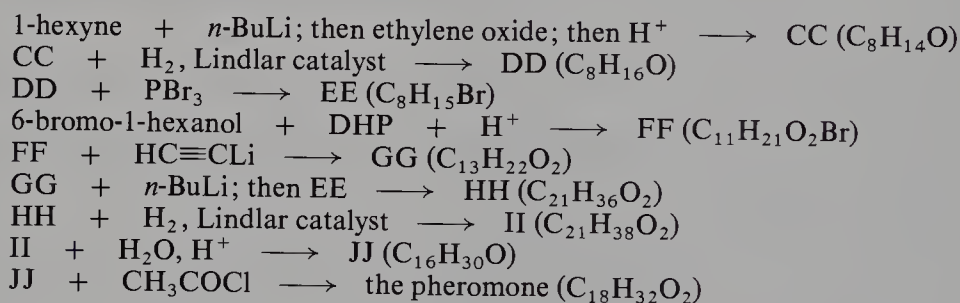 1-hexyne + n-BuLi; then ethylene oxide; then H⁺ ⟶ CC (C₈H₁₄O)
CC + H₂, Lindlar catalyst ⟶ DD (C₈H₁₆O)
DD + PBr₃ ⟶ EE (C₈H₁₅Br)
6-bromo-1-hexanol + DHP + H⁺ ⟶ FF (C₁₁H₂₁O₂Br)
FF + HC≡CLi ⟶ GG (C₁₃H₂₂O₂)
GG + n-BuLi; then EE ⟶ HH (C₂₁H₃₆O₂)
HH + H₂, Lindlar catalyst ⟶ II (C₂₁H₃₈O₂)
II + H₂O, H⁺ ⟶ JJ (C₁₆H₃₀O)
JJ + CH₃COCl ⟶ the pheromone (C₁₈H₃₂O₂)